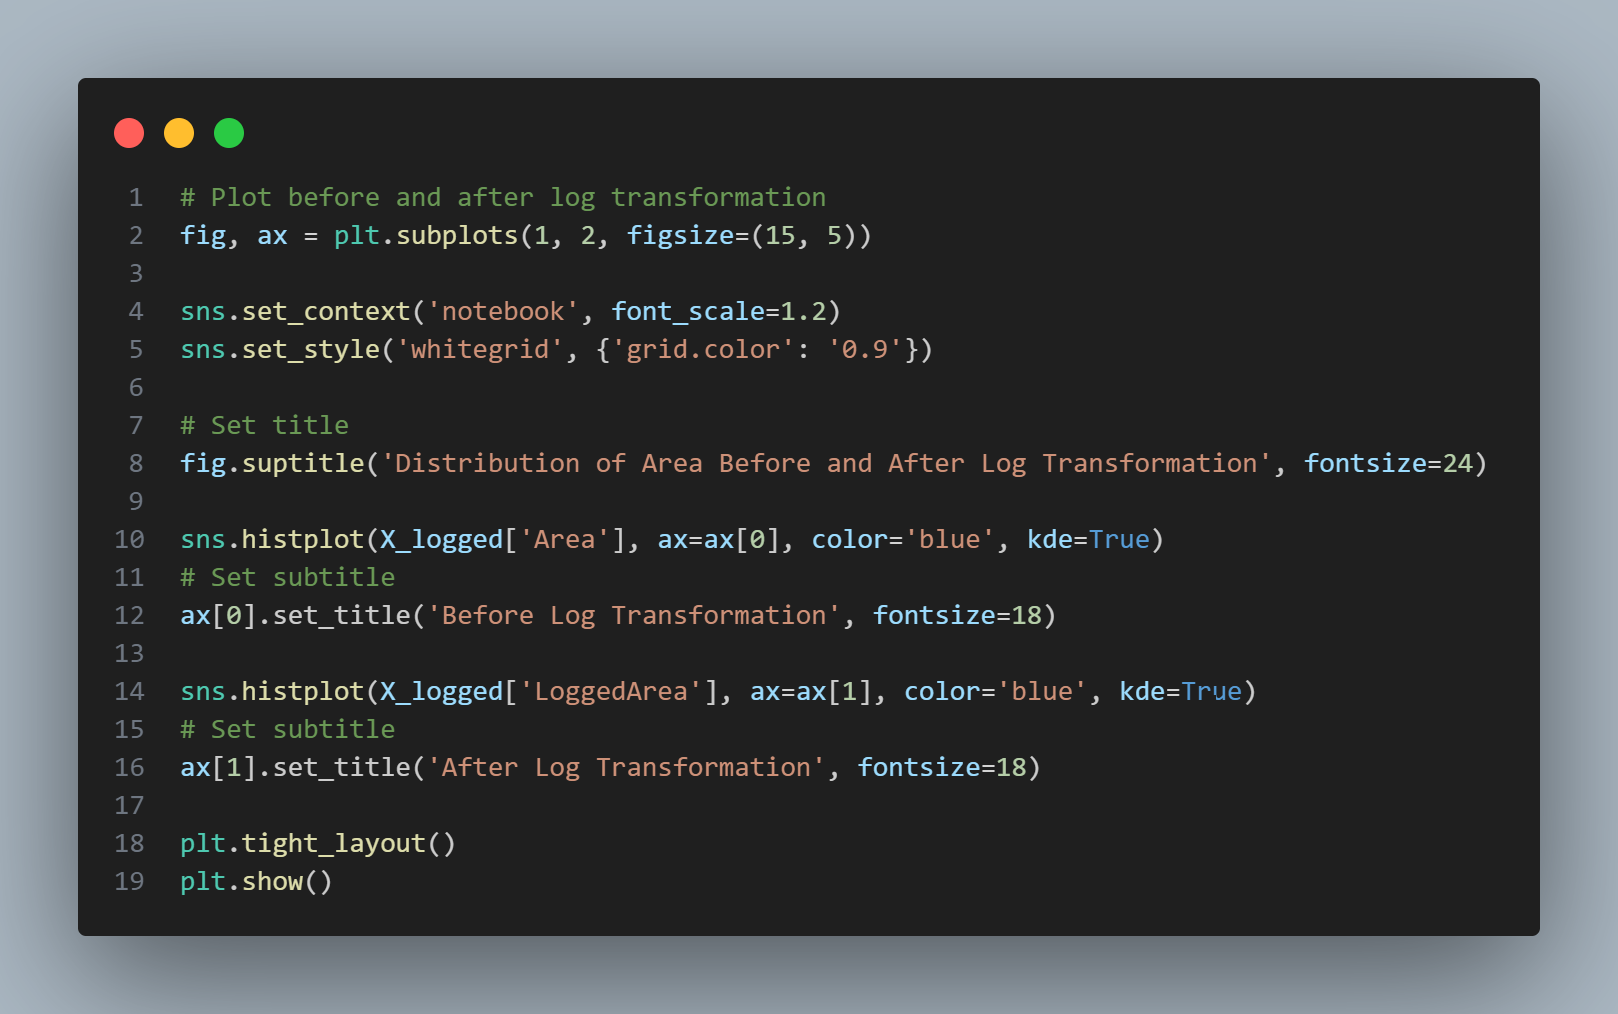 1 # Plot before and after log transformation
2 fig, ax = plt.subplots(1, 2, figsize=(15, 5))
3
4 sns.set_context('notebook', font_scale=1.2)
5 sns.set_style('whitegrid', {'grid.color': '0.9'})
6
7 # Set title
8 fig.suptitle('Distribution of Area Before and After Log Transformation', fontsize=24)
9
10 sns.histplot(X_logged['Area'], ax=ax[0], color='blue', kde=True)
11 # Set subtitle
12 ax[0].set_title('Before Log Transformation', fontsize=18)
13
14 sns.histplot(X_logged['LoggedArea'], ax=ax[1], color='blue', kde=True)
15 # Set subtitle
16 ax[1].set_title('After Log Transformation', fontsize=18)
17
18 plt.tight_layout()
19 plt.show()